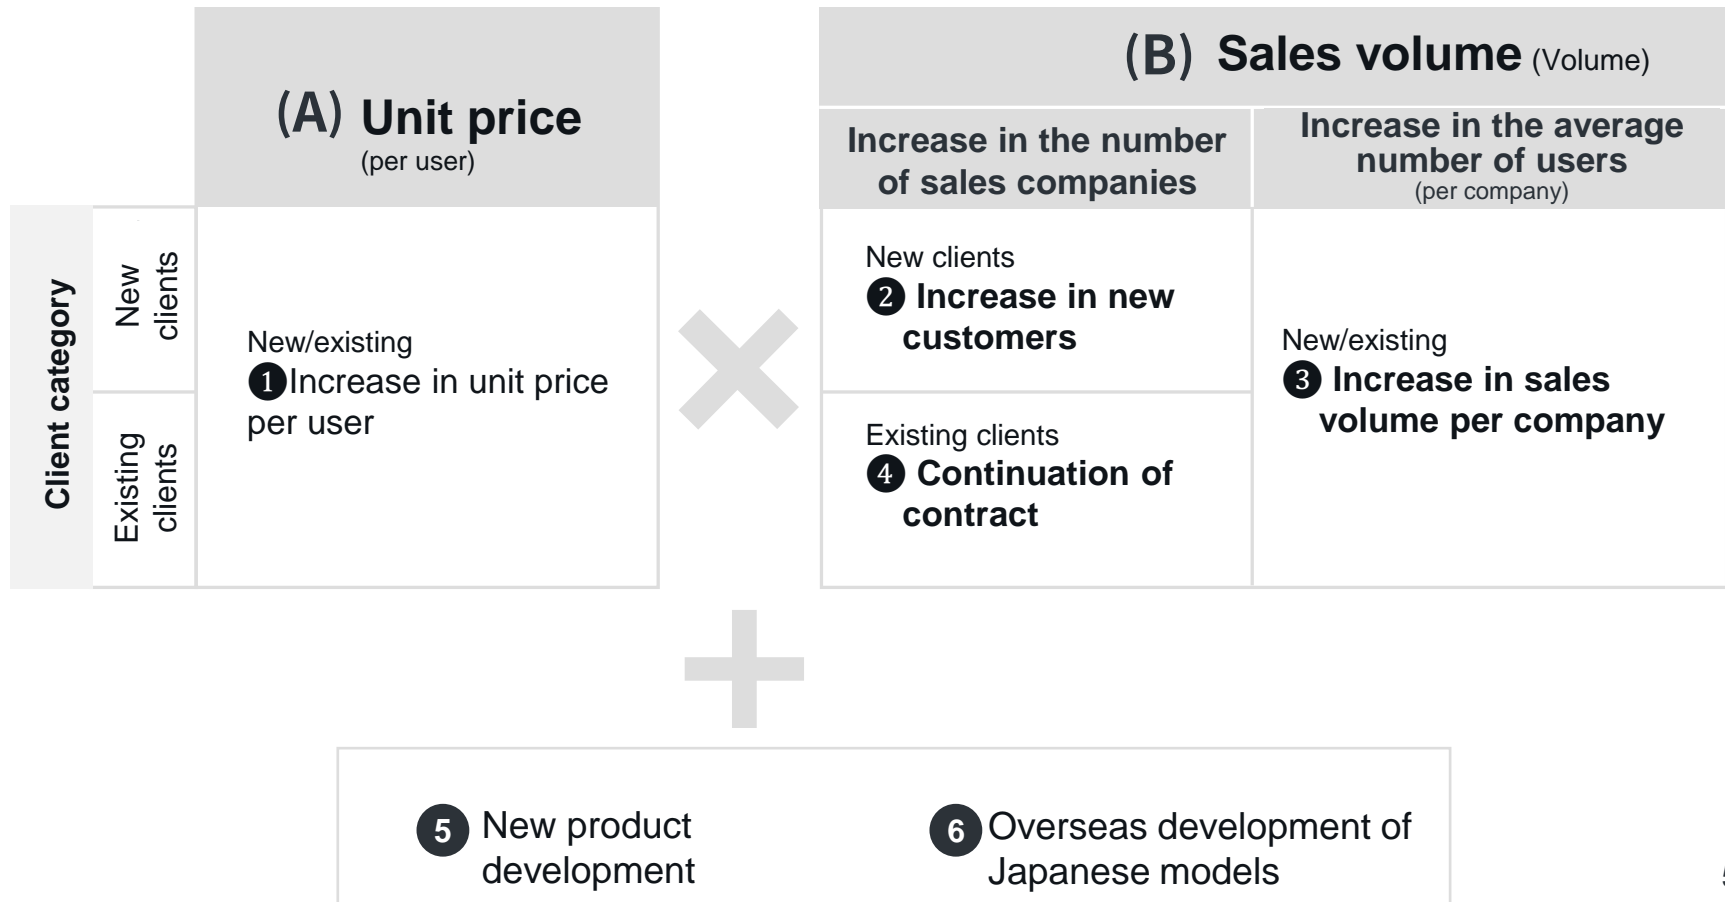 (A) Unit price
(per user)
(B) Sales volume (Volume)
Increase in the number
of sales companies
Increase in the average
number of users
(per company)
Client category
New
clients
Existing
clients
New/existing
❶Increase in unit price
per user
New clients
❷ Increase in new
customers
Existing clients
❹ Continuation of
contract
New/existing
❸ Increase in sales
volume per company
5 New product
development
6 Overseas development of
Japanese models